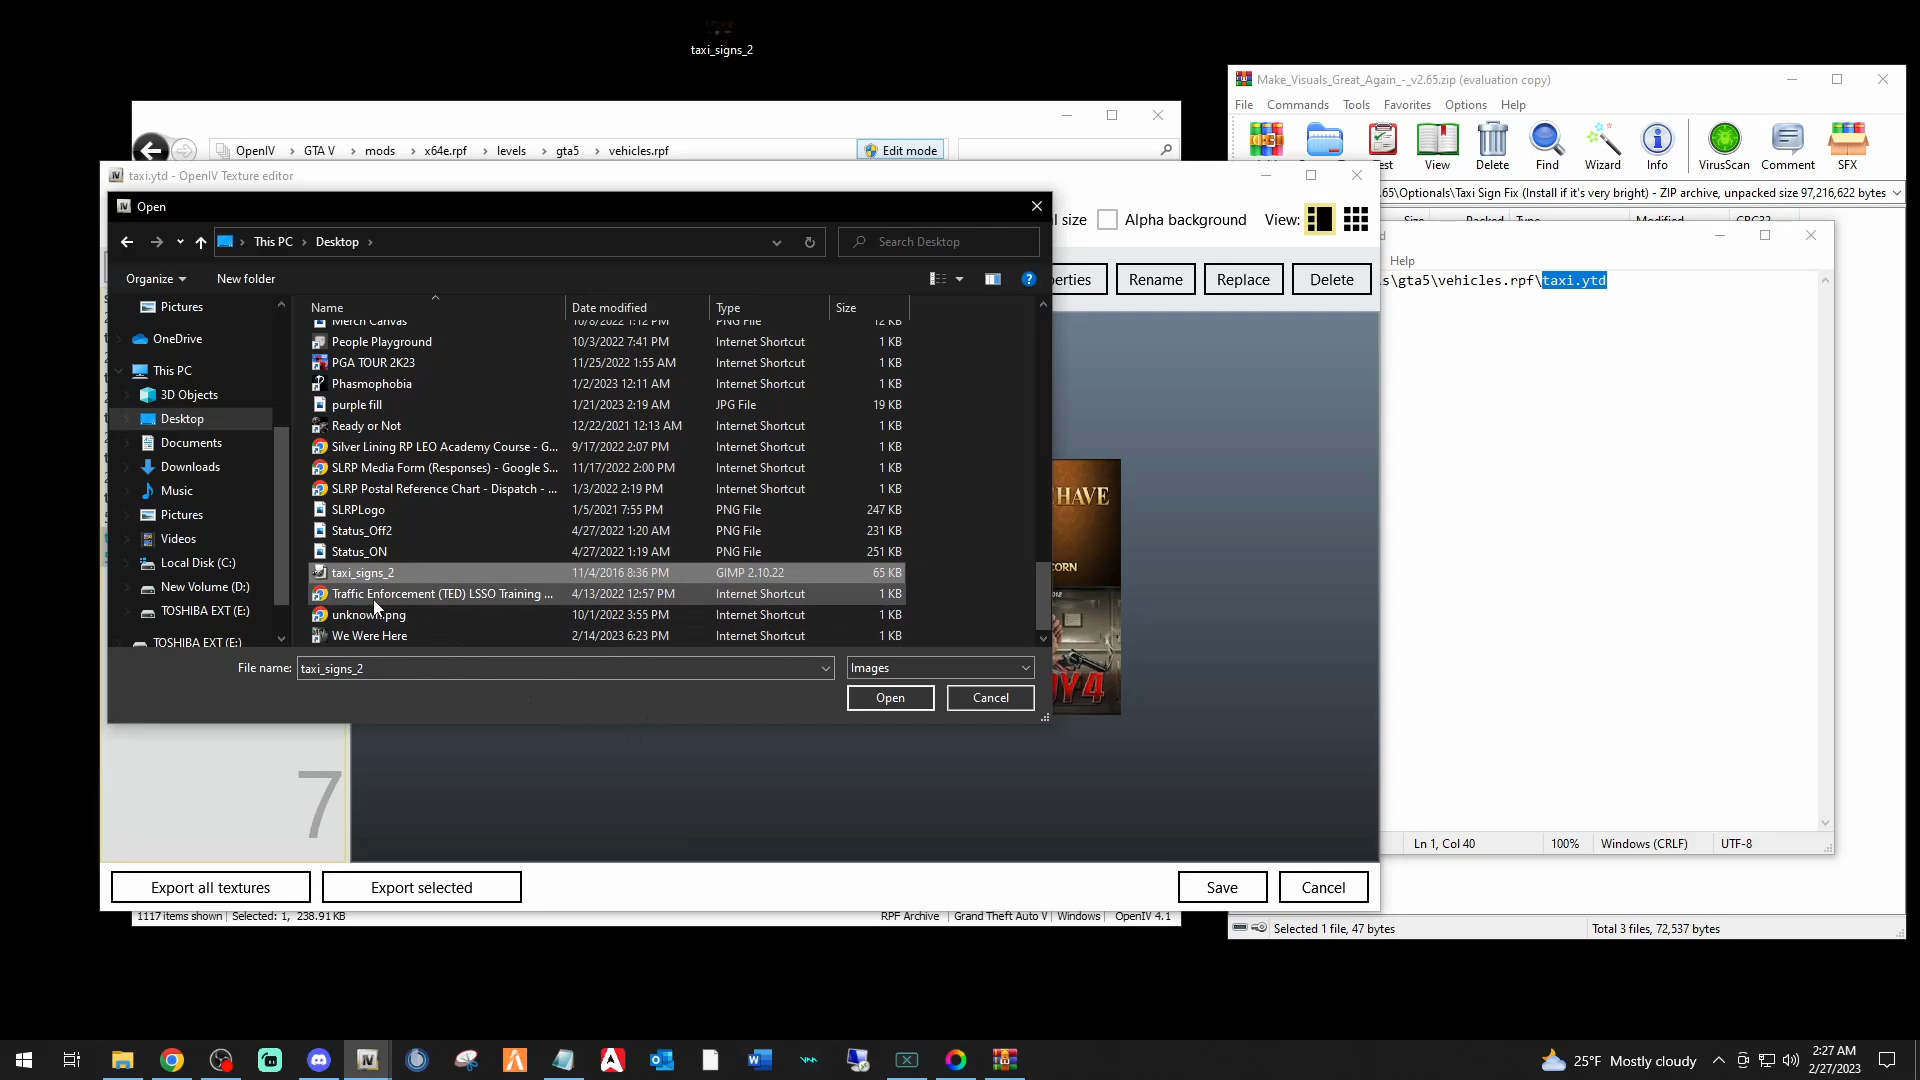 taxi_signs_2
Make_Visuals_Great_Again_-_v2.65.zip (evaluation copy)
File Commands Tools Favorites Options Help
View Delete Find Wizard Info VirusScan Comment SFX
.65\Optionals\Taxi Sign Fix (Install if it's very bright) - ZIP archive, unpacked size 97,216,622 bytes
OpenIV GTA V mods x64e.rpf levels gta5 vehicles.rpf Edit mode
taxi.ytd - OpenIV Texture editor
Open
size Alpha background View:
This PC Desktop Search Desktop
Organize New folder
Rename Replace Delete
Help
\gta5\vehicles.rpf\taxi.ytd
Name Date modified Type Size
Pictures
OneDrive
This PC
3D Objects
Desktop
Documents
Downloads
Music
Pictures
Videos
Local Disk (C:)
New Volume (D:)
TOSHIBA EXT (E:)
TOSHIBA EXT (E:)
Merch Canvas 10/8/2022 1:12 PM PNG File 12 KB
People Playground 10/3/2022 7:41 PM Internet Shortcut 1 KB
PGA TOUR 2K23 11/25/2022 1:55 AM Internet Shortcut 1 KB
Phasmophobia 1/2/2023 12:11 AM Internet Shortcut 1 KB
purple fill 1/21/2023 2:19 AM JPG File 19 KB
Ready or Not 12/22/2021 12:13 AM Internet Shortcut 1 KB
Silver Lining RP LEO Academy Course - G... 9/17/2022 2:07 PM Internet Shortcut 1 KB
SLRP Media Form (Responses) - Google S... 11/17/2022 2:00 PM Internet Shortcut 1 KB
SLRP Postal Reference Chart - Dispatch - ... 1/3/2022 2:19 PM Internet Shortcut 1 KB
SLRPLogo 1/5/2021 7:55 PM PNG File 247 KB
Status_Off2 4/27/2022 1:20 AM PNG File 231 KB
Status_ON 4/27/2022 1:19 AM PNG File 251 KB
taxi_signs_2 11/4/2016 8:36 PM GIMP 2.10.22 65 KB
Traffic Enforcement (TED) LSSO Training ... 4/13/2022 12:57 PM Internet Shortcut 1 KB
unknown.png 10/1/2022 3:55 PM Internet Shortcut 1 KB
We Were Here 2/14/2023 6:23 PM Internet Shortcut 1 KB
File name: taxi_signs_2 Images
Open Cancel
HAVE
CORN
4
7
Ln 1, Col 40 100% Windows (CRLF) UTF-8
Export all textures Export selected Save Cancel
1117 items shown Selected: 1, 238.91 KB RPF Archive Grand Theft Auto V Windows OpenIV 4.1
Selected 1 file, 47 bytes Total 3 files, 72,537 bytes
25°F Mostly cloudy 2:27 AM
2/27/2023